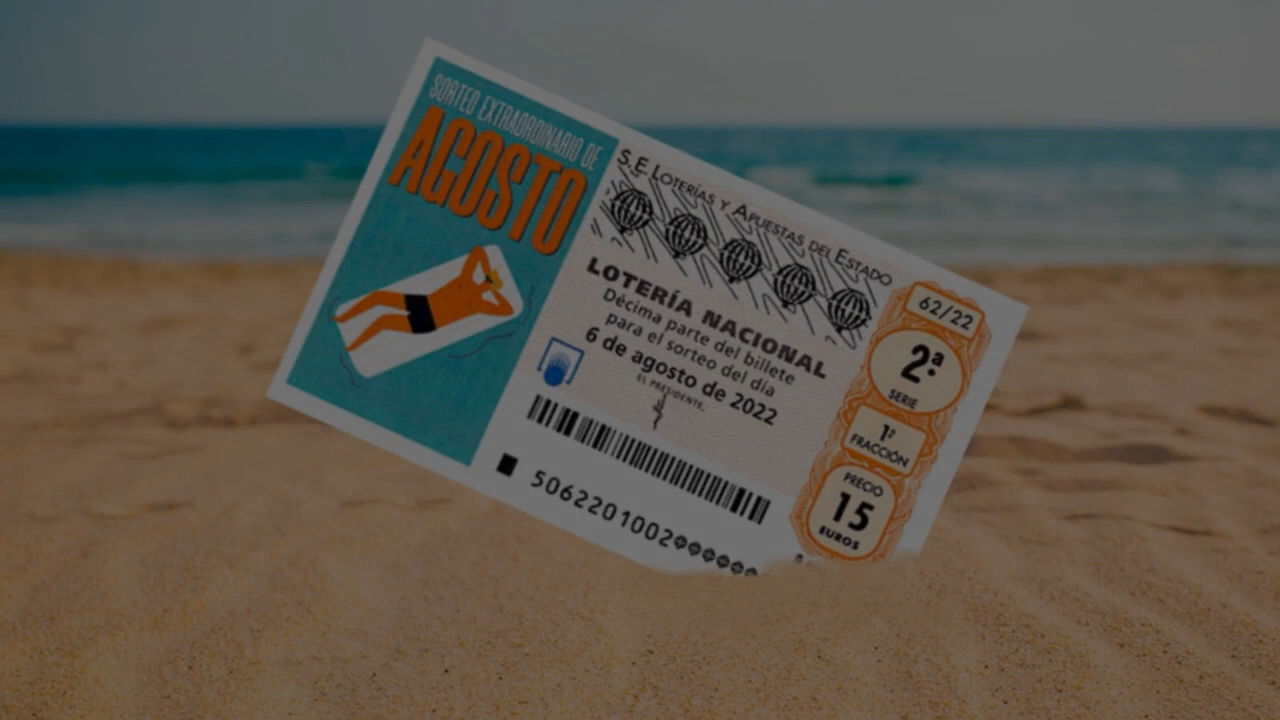 SORTEO EXTRAORDINARIO DE
AGOSTO
S.E. LOTERÍAS Y APUESTAS DEL ESTADO
LOTERÍA NACIONAL
Décima parte del billete
para el sorteo del día
6 de agosto de 2022
EL PRESIDENTE,
5062201002
62/22
2ª
SERIE
1ª
FRACCIÓN
PRECIO
15
EUROS